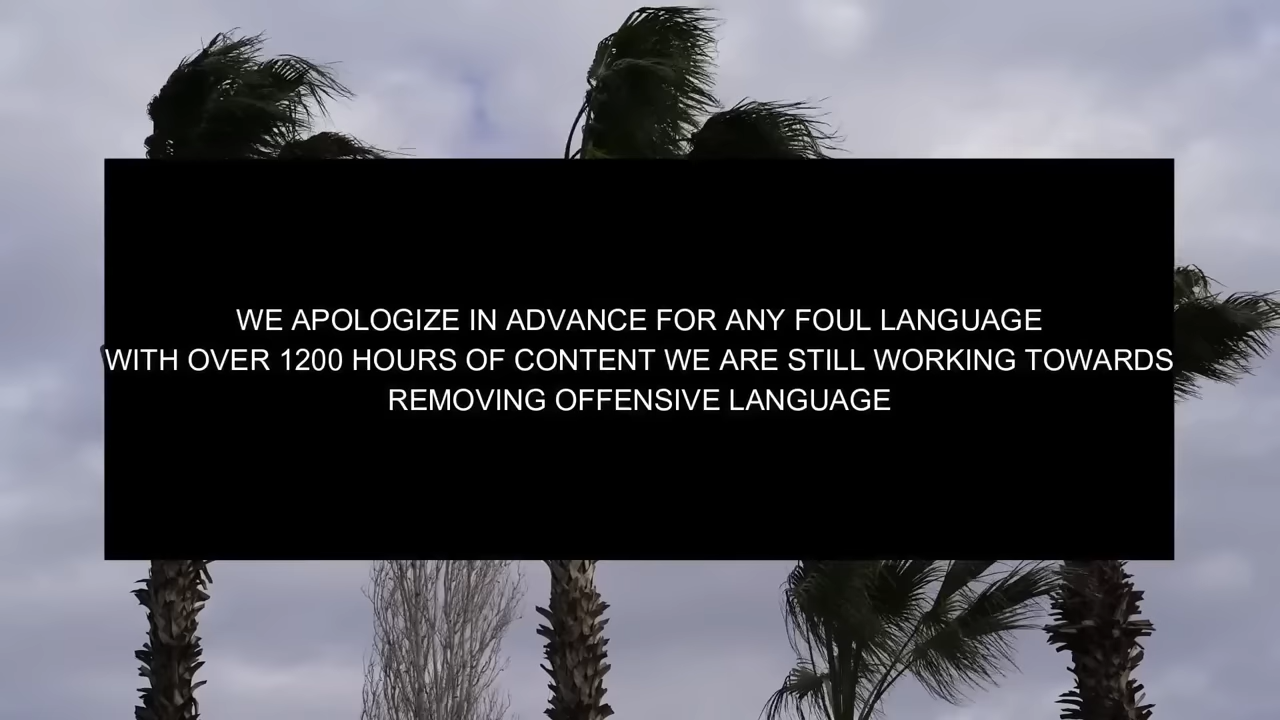 WE APOLOGIZE IN ADVANCE FOR ANY FOUL LANGUAGE
WITH OVER 1200 HOURS OF CONTENT WE ARE STILL WORKING TOWARDS
REMOVING OFFENSIVE LANGUAGE